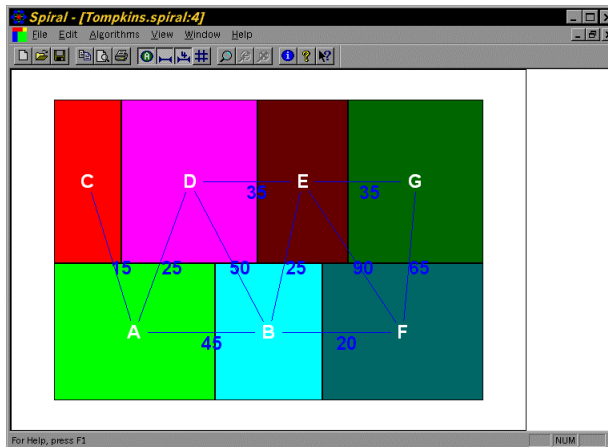 Spiral - [Tompkins.spiral:4]
File Edit Algorithms View Window Help
C D E G
35 35
15 25 50 25 90 65
A B F
45 20
For Help, press F1 NUM